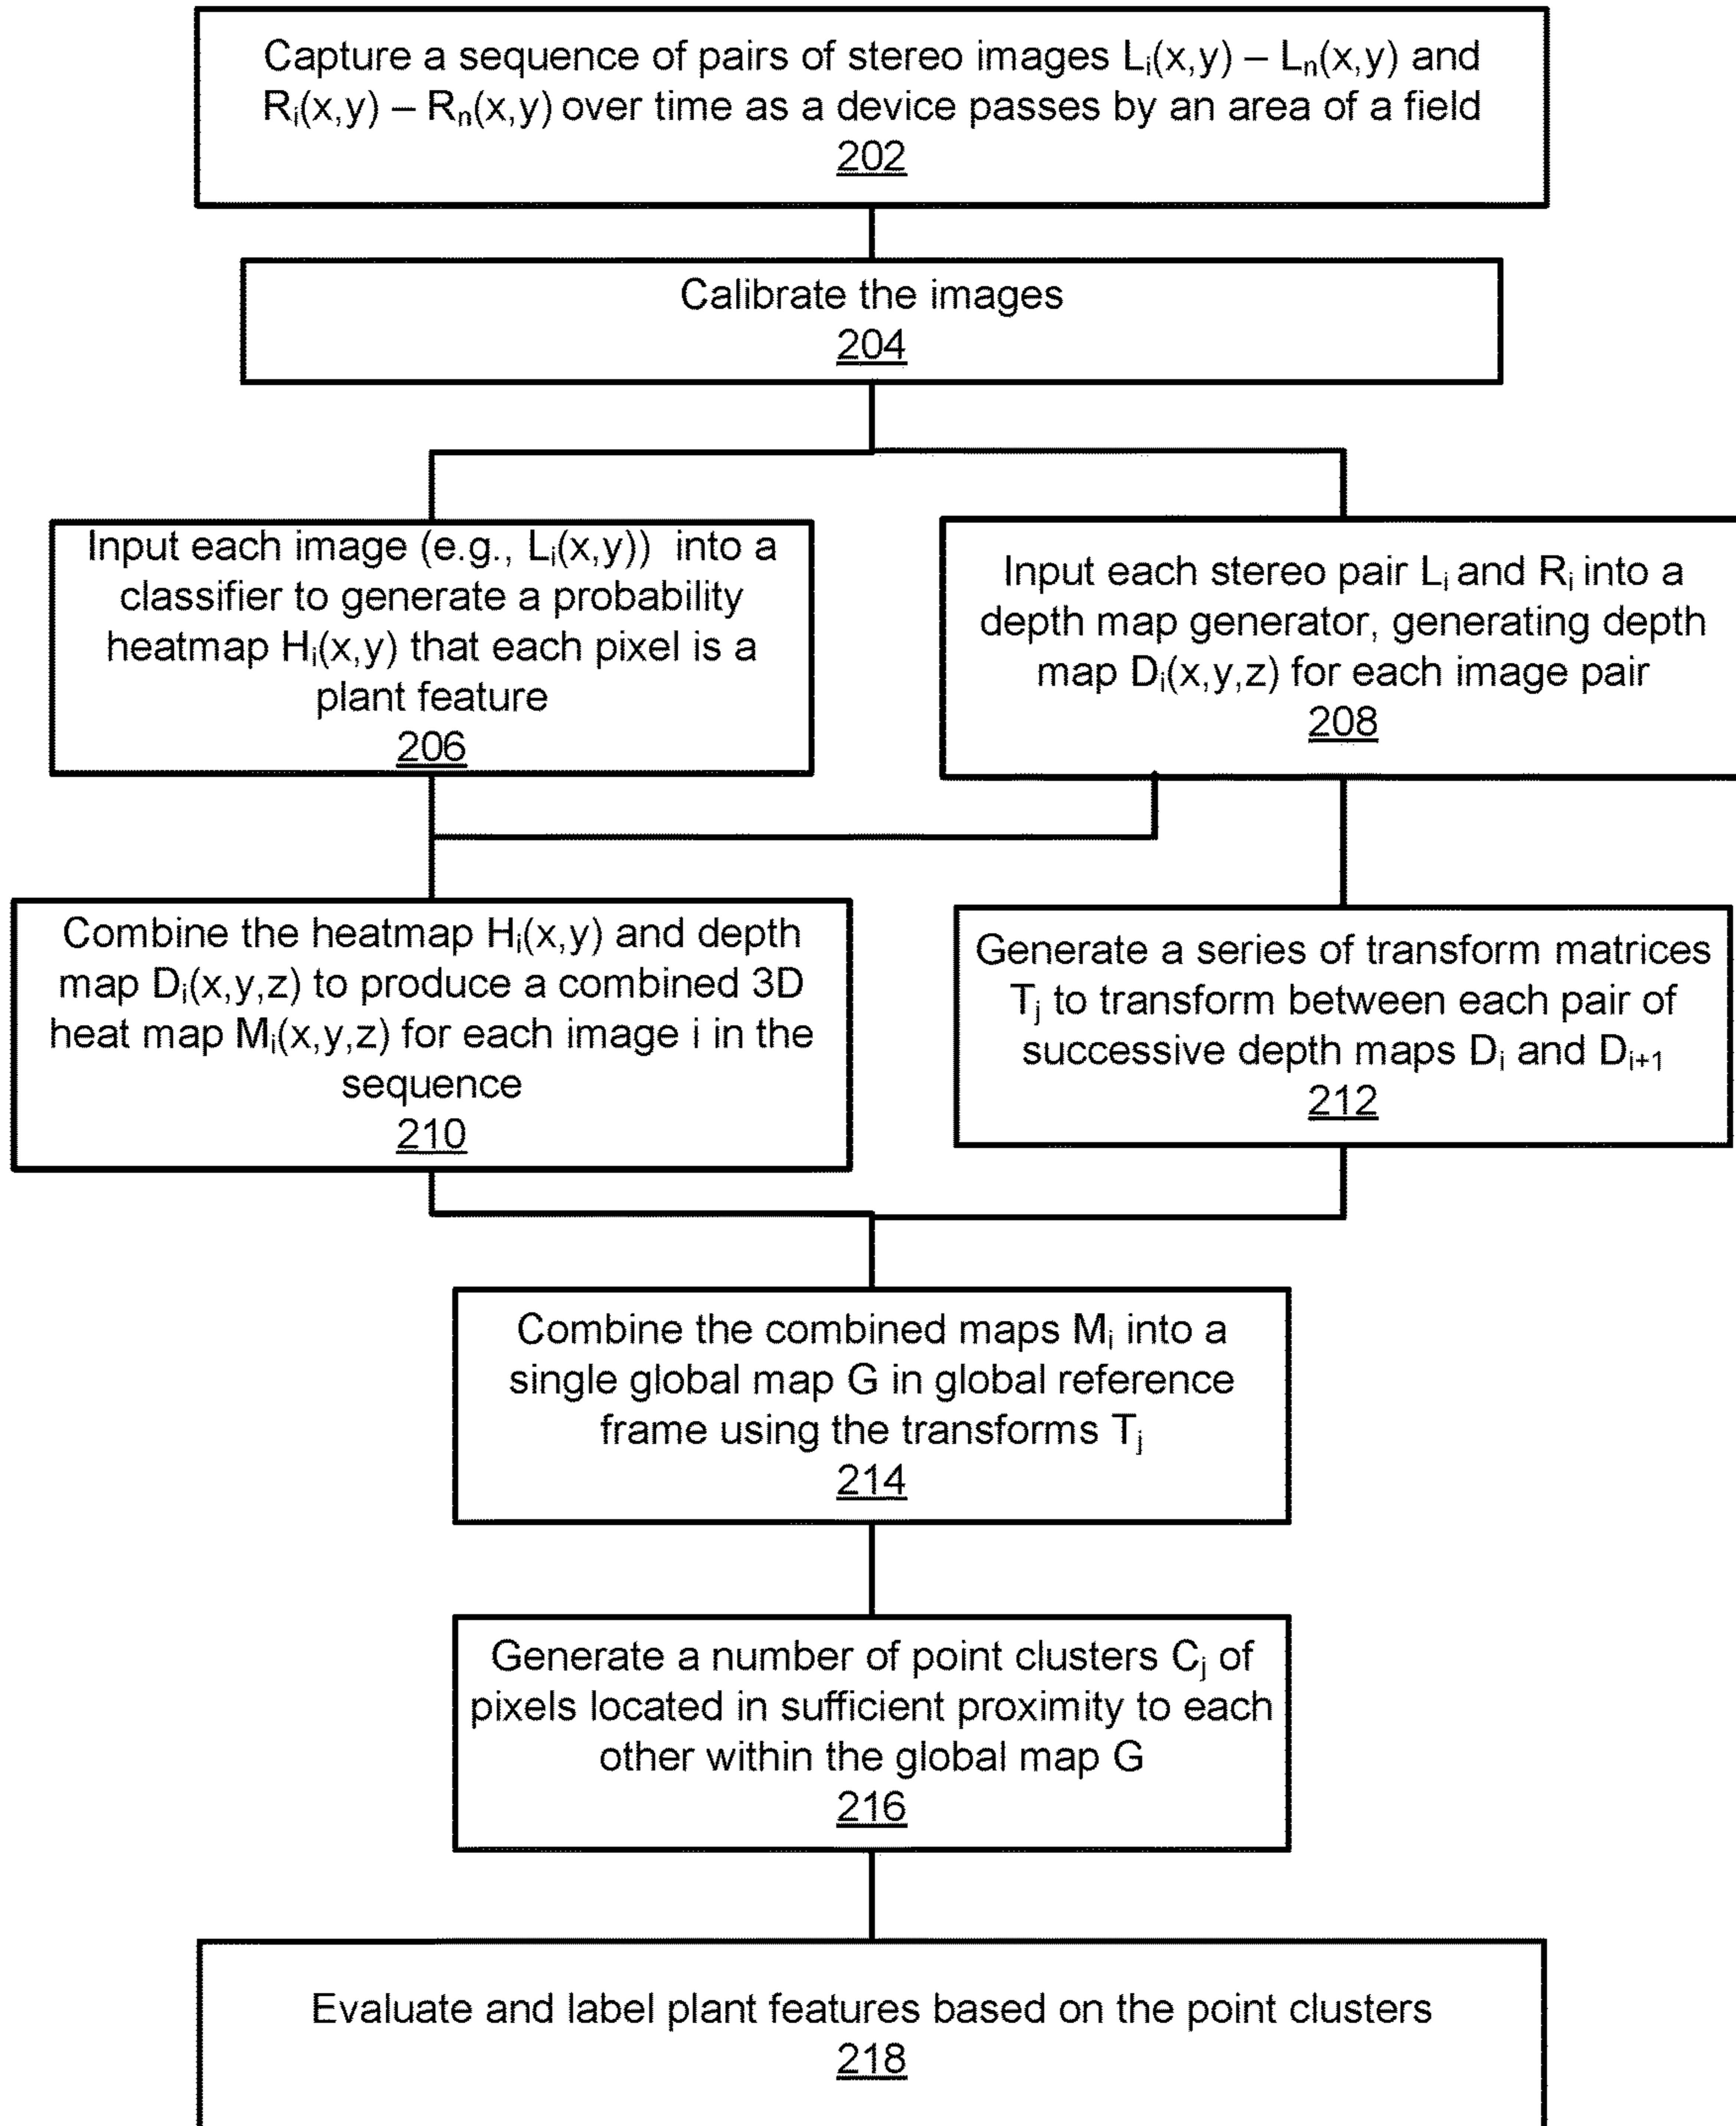 Capture a sequence of pairs of stereo images Lᵢ(x,y) – Lₙ(x,y) and
Rᵢ(x,y) – Rₙ(x,y) over time as a device passes by an area of a field
202
Calibrate the images
204
Input each image (e.g., Lᵢ(x,y)) into a
classifier to generate a probability
heatmap Hᵢ(x,y) that each pixel is a
plant feature
206
Input each stereo pair Lᵢ and Rᵢ into a
depth map generator, generating depth
map Dᵢ(x,y,z) for each image pair
208
Combine the heatmap Hᵢ(x,y) and depth
map Dᵢ(x,y,z) to produce a combined 3D
heat map Mᵢ(x,y,z) for each image i in the
sequence
210
Generate a series of transform matrices
Tⱼ to transform between each pair of
successive depth maps Dᵢ and Dᵢ₊₁
212
Combine the combined maps Mᵢ into a
single global map G in global reference
frame using the transforms Tⱼ
214
Generate a number of point clusters Cⱼ of
pixels located in sufficient proximity to each
other within the global map G
216
Evaluate and label plant features based on the point clusters
218